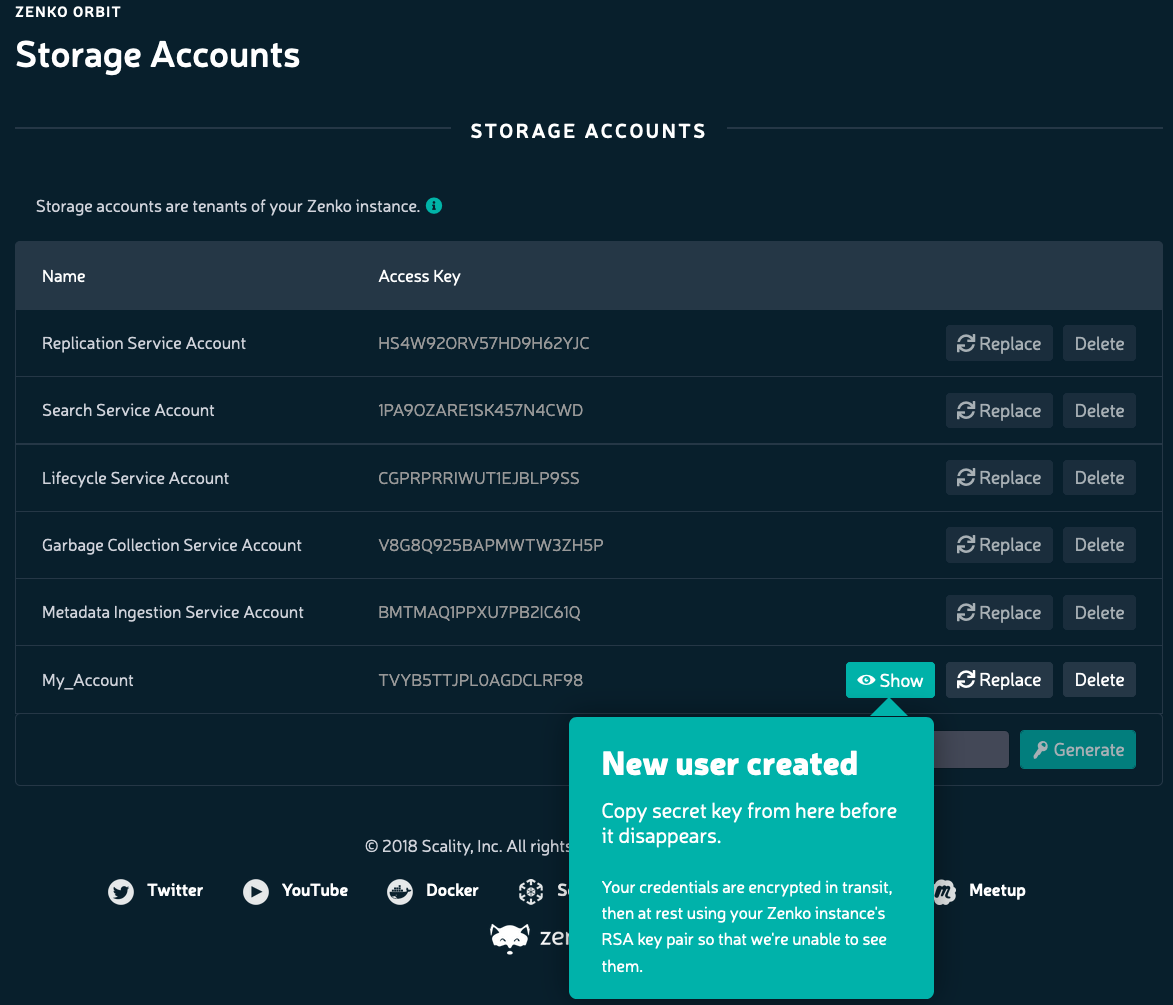 ZENKO ORBIT
Storage Accounts
STORAGE ACCOUNTS
Storage accounts are tenants of your Zenko instance.
Name Access Key
Replication Service Account HS4W92ORV57HD9H62YJC Replace Delete
Search Service Account 1PA9OZARE1SK457N4CWD Replace Delete
Lifecycle Service Account CGPRPRRIWUT1EJBLP9SS Replace Delete
Garbage Collection Service Account V8G8Q925BAPMWTW3ZH5P Replace Delete
Metadata Ingestion Service Account BMTMAQ1PPXU7PB2IC61Q Replace Delete
My_Account TVYB5TTJPL0AGDCLRF98 Show Replace Delete
Generate
New user created
Copy secret key from here before
it disappears.
Your credentials are encrypted in transit,
then at rest using your Zenko instance's
RSA key pair so that we're unable to see
them.
© 2018 Scality, Inc. All rights
Twitter YouTube Docker Meetup